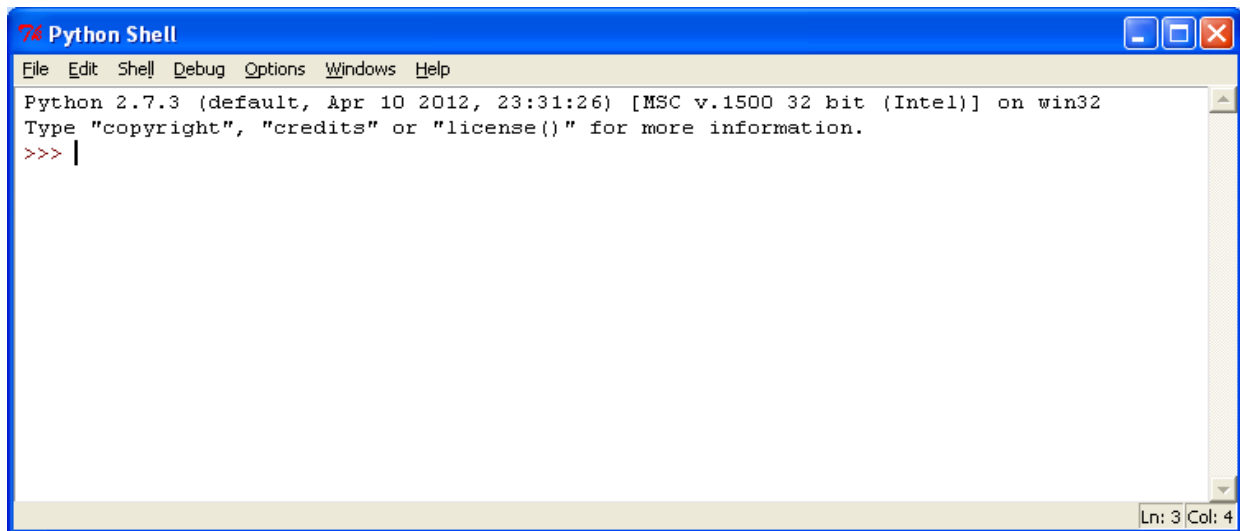 Python Shell
File Edit Shell Debug Options Windows Help
Python 2.7.3 (default, Apr 10 2012, 23:31:26) [MSC v.1500 32 bit (Intel)] on win32
Type "copyright", "credits" or "license()" for more information.
>>>
Ln: 3 Col: 4